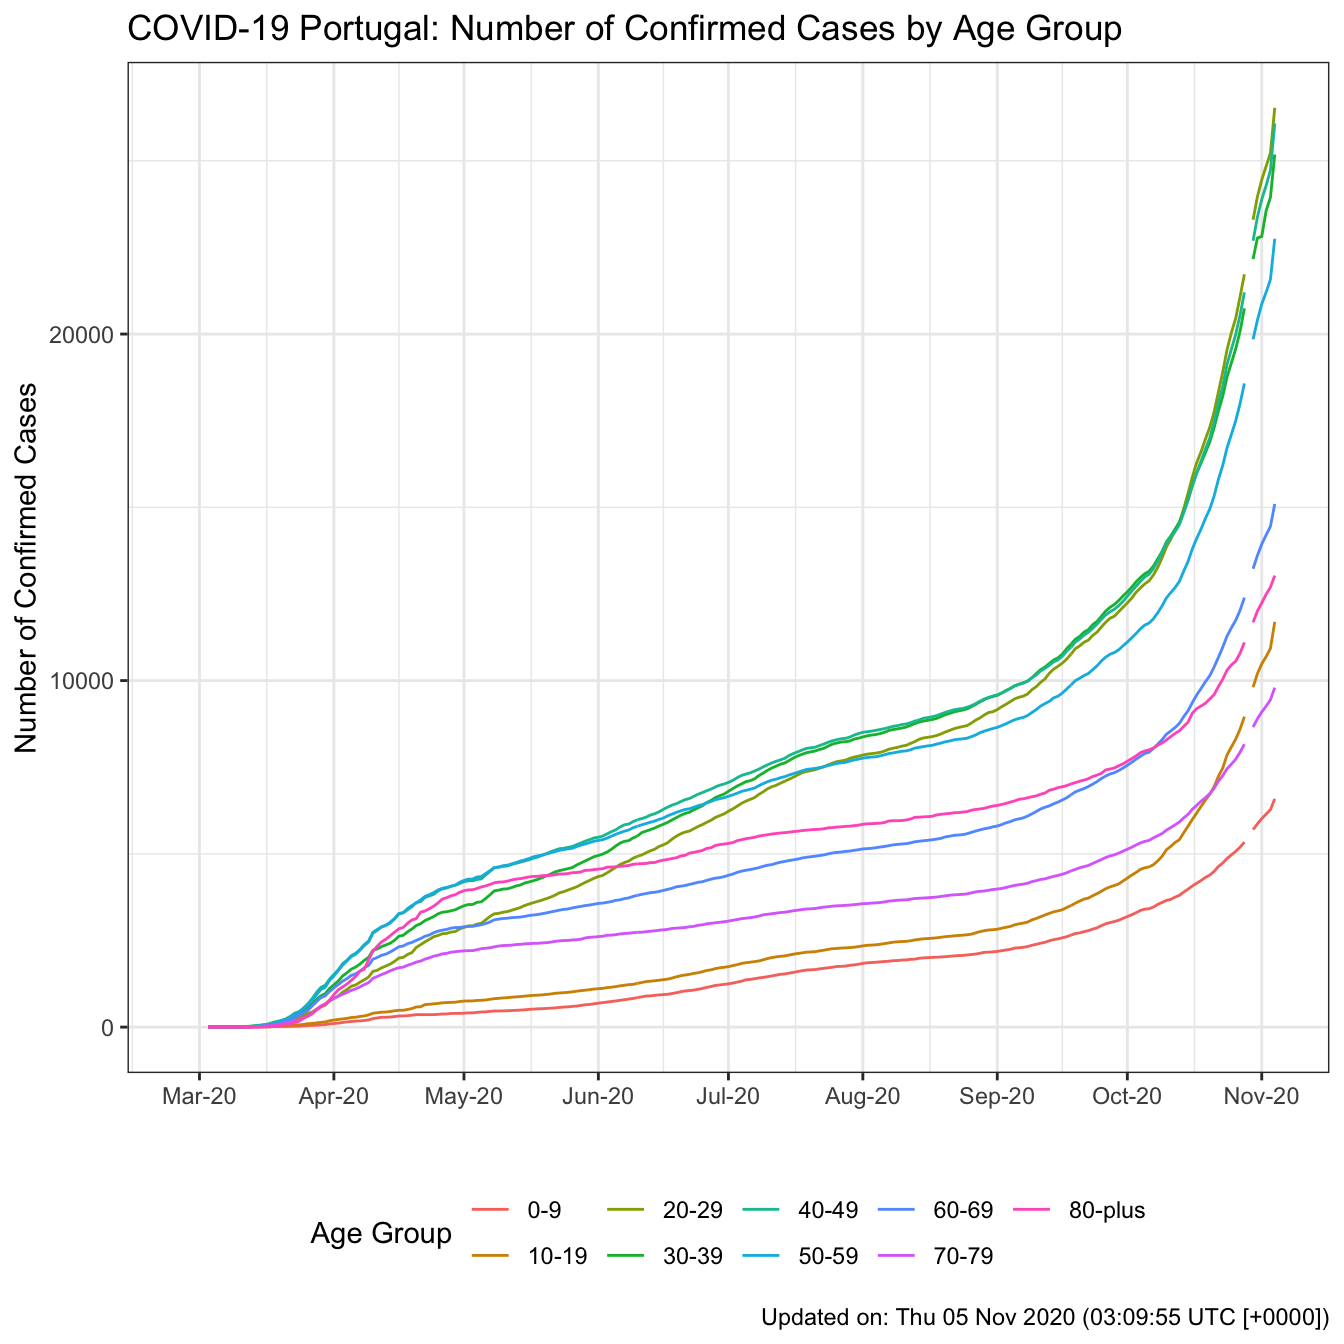 COVID-19 Portugal: Number of Confirmed Cases by Age Group
Number of Confirmed Cases
20000
10000
0
Mar-20 Apr-20 May-20 Jun-20 Jul-20 Aug-20 Sep-20 Oct-20 Nov-20
Age Group
0-9 20-29 40-49 60-69 80-plus
10-19 30-39 50-59 70-79
Updated on: Thu 05 Nov 2020 (03:09:55 UTC [+0000])